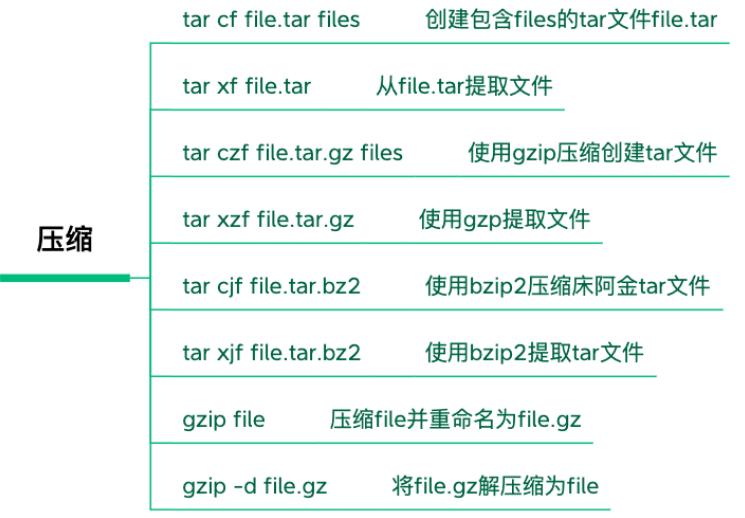 tar cf file.tar files 创建包含files的tar文件file.tar
tar xf file.tar 从file.tar提取文件
tar czf file.tar.gz files 使用gzip压缩创建tar文件
压缩
tar xzf file.tar.gz 使用gzp提取文件
tar cjf file.tar.bz2 使用bzip2压缩床阿金tar文件
tar xjf file.tar.bz2 使用bzip2提取tar文件
gzip file 压缩file并重命名为file.gz
gzip -d file.gz 将file.gz解压缩为file